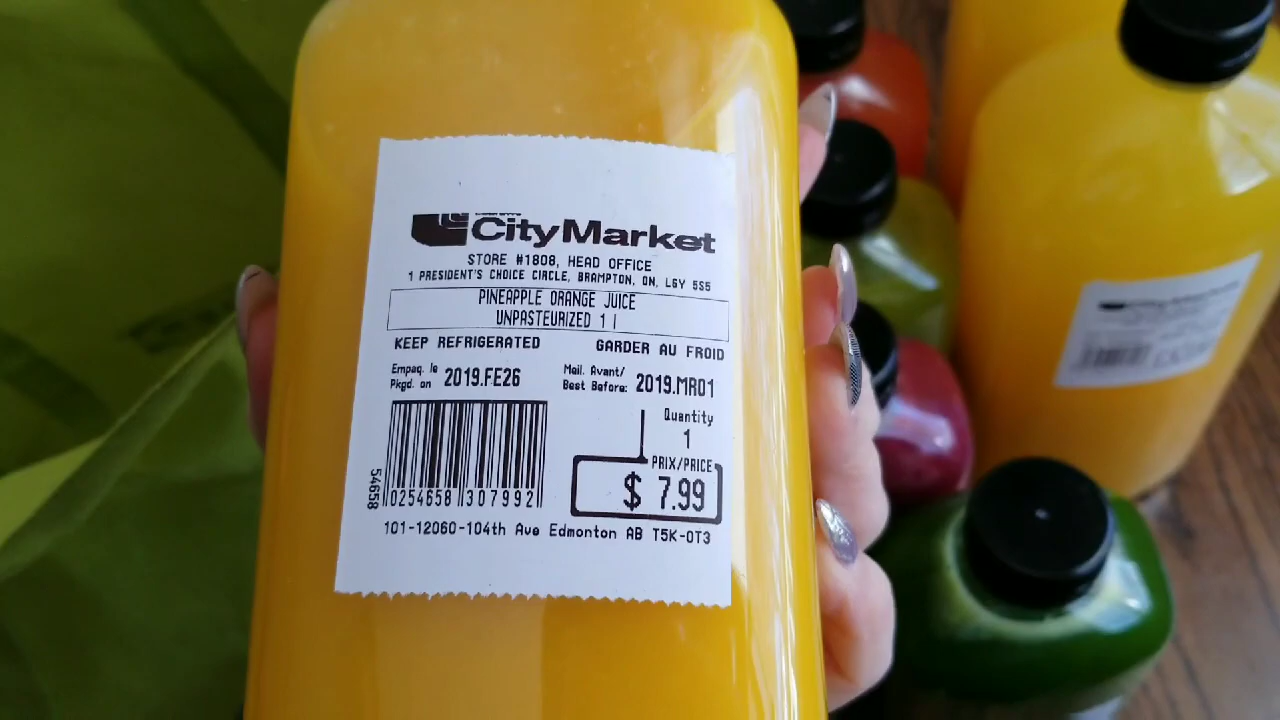 CityMarket
STORE #1808, HEAD OFFICE
1 PRESIDENT'S CHOICE CIRCLE, BRAMPTON, ON, L6Y 5S5
PINEAPPLE ORANGE JUICE
UNPASTEURIZED 1 l
KEEP REFRIGERATED GARDER AU FROID
Empaq. le
Pkgd. on 2019.FE26
Meil. Avant/
Best Before: 2019.MR01
Quantity
1
PRIX/PRICE
$ 7.99
54658
0254658 307992
101-12060-104th Ave Edmonton AB T5K-0T3
CityMarket